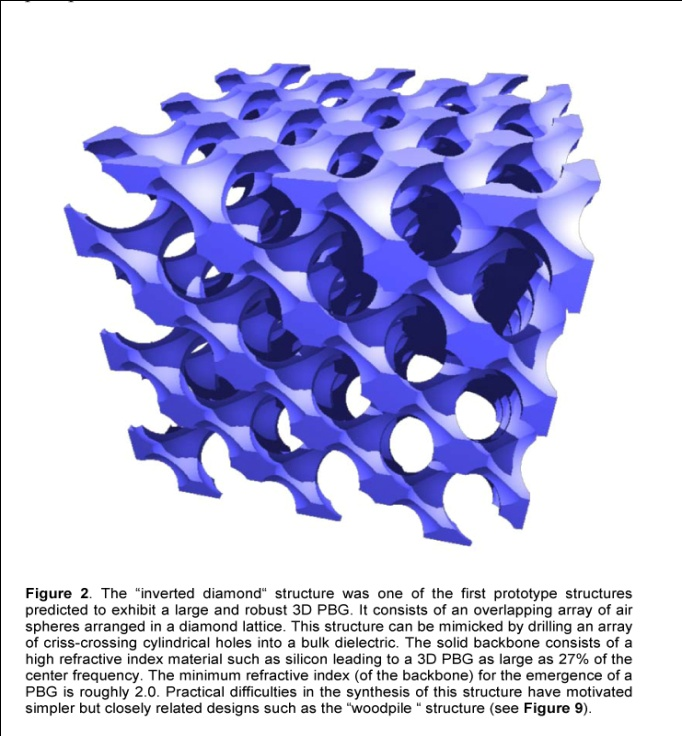 Figure 2. The "inverted diamond" structure was one of the first prototype structures
predicted to exhibit a large and robust 3D PBG. It consists of an overlapping array of air
spheres arranged in a diamond lattice. This structure can be mimicked by drilling an array
of criss-crossing cylindrical holes into a bulk dielectric. The solid backbone consists of a
high refractive index material such as silicon leading to a 3D PBG as large as 27% of the
center frequency. The minimum refractive index (of the backbone) for the emergence of a
PBG is roughly 2.0. Practical difficulties in the synthesis of this structure have motivated
simpler but closely related designs such as the "woodpile " structure (see Figure 9).